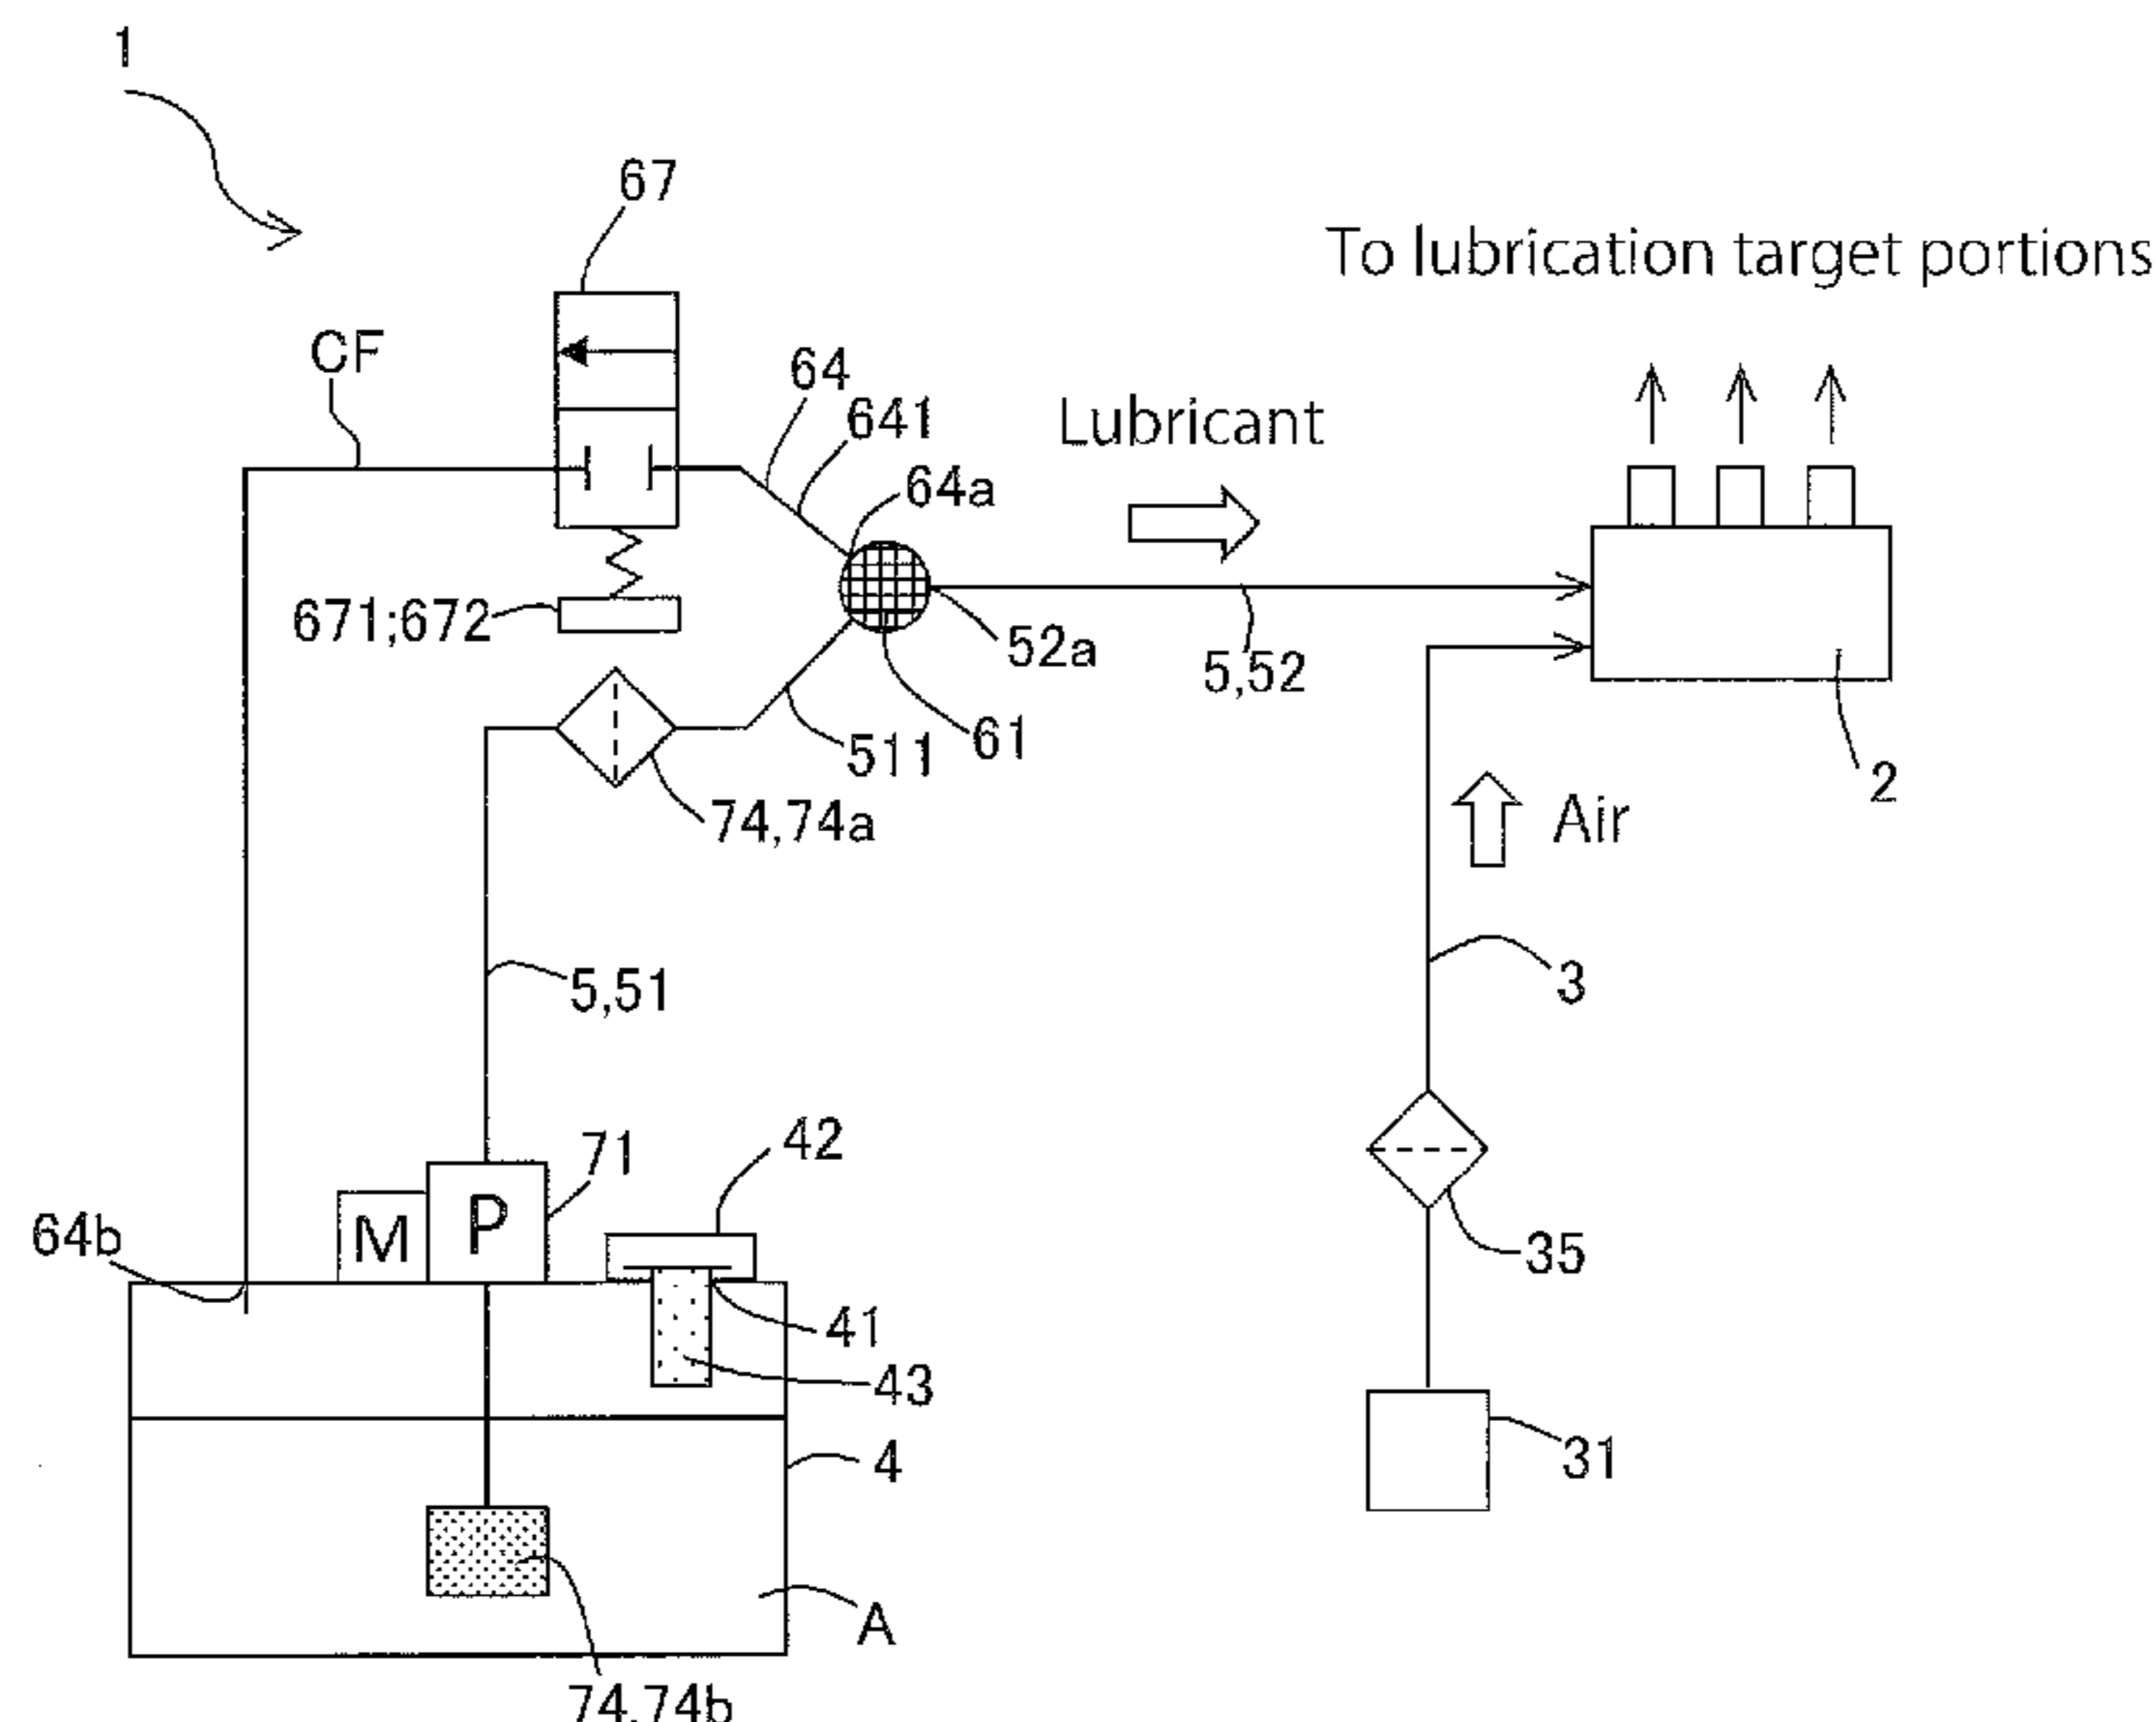 1
67
To lubrication target portions
CF
64
641
Lubricant
64a
671;672
52a
5,52
61
511
2
74,74a
Air
5,51
3
42
71
M
P
64b
35
41
43
4
31
A
74,74b